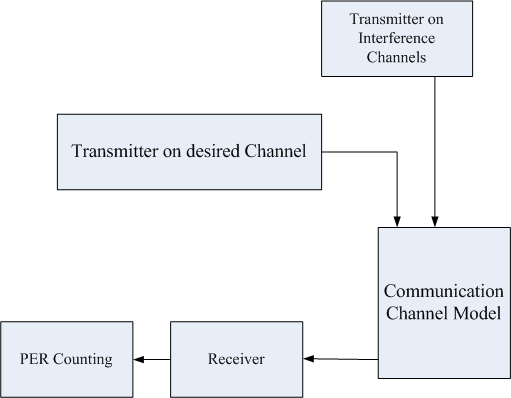 Transmitter on
Interference
Channels
Transmitter on desired Channel
Communication
Channel Model
PER Counting
Receiver